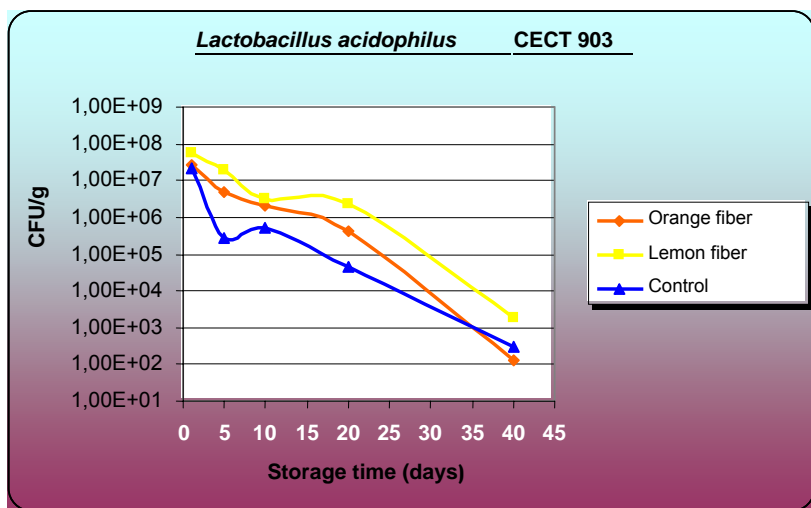 Lactobacillus acidophilus CECT 903
1,00E+09
1,00E+08
1,00E+07
1,00E+06
1,00E+05
1,00E+04
1,00E+03
1,00E+02
1,00E+01
CFU/g
0 5 10 15 20 25 30 35 40 45
Storage time (days)
Orange fiber
Lemon fiber
Control